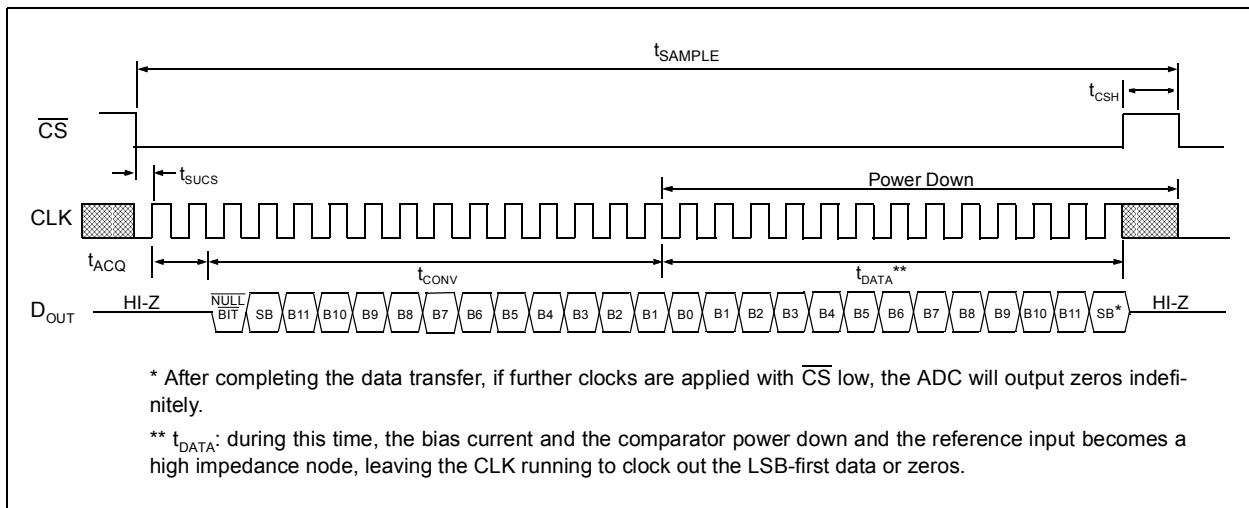 tSAMPLE
tCSH
CS
tSUCS
Power Down
CLK
tACQ
tCONV
tDATA**
HI-Z
NULL
BIT
SB B11 B10 B9 B8 B7 B6 B5 B4 B3 B2 B1 B0 B1 B2 B3 B4 B5 B6 B7 B8 B9 B10 B11 SB*
HI-Z
DOUT
* After completing the data transfer, if further clocks are applied with CS low, the ADC will output zeros indefi-
nitely.
** tDATA: during this time, the bias current and the comparator power down and the reference input becomes a
high impedance node, leaving the CLK running to clock out the LSB-first data or zeros.